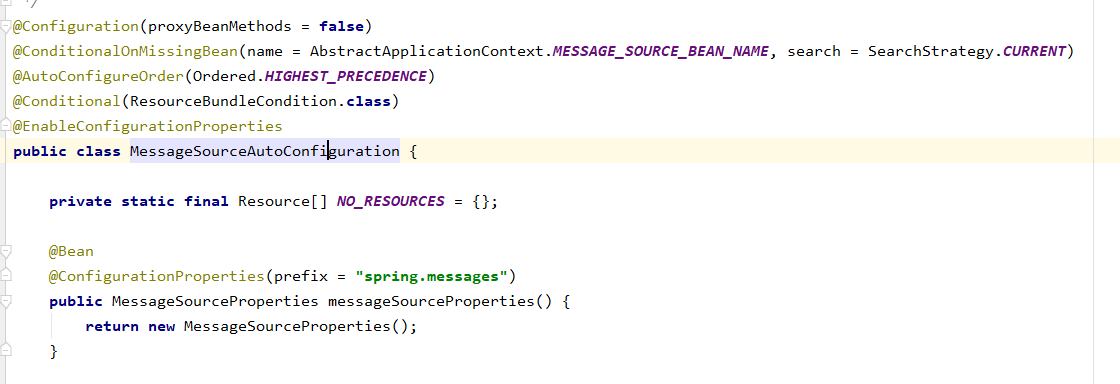 */
@Configuration(proxyBeanMethods = false)
@ConditionalOnMissingBean(name = AbstractApplicationContext.MESSAGE_SOURCE_BEAN_NAME, search = SearchStrategy.CURRENT)
@AutoConfigureOrder(Ordered.HIGHEST_PRECEDENCE)
@Conditional(ResourceBundleCondition.class)
@EnableConfigurationProperties
public class MessageSourceAutoConfiguration {
private static final Resource[] NO_RESOURCES = {};
@Bean
@ConfigurationProperties(prefix = "spring.messages")
public MessageSourceProperties messageSourceProperties() {
return new MessageSourceProperties();
}